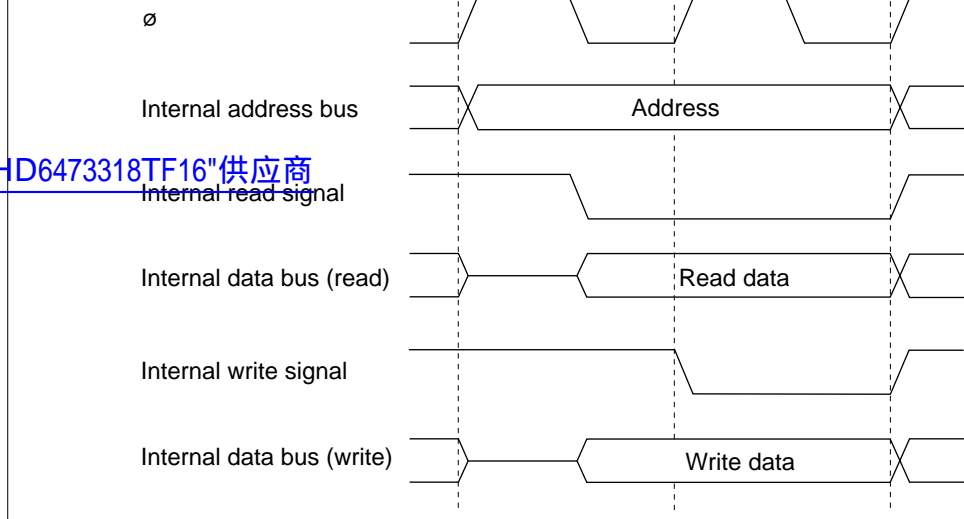 ø
Internal address bus
Address
HD6473318TF16"供应商
Internal read signal
Internal data bus (read)
Read data
Internal write signal
Internal data bus (write)
Write data